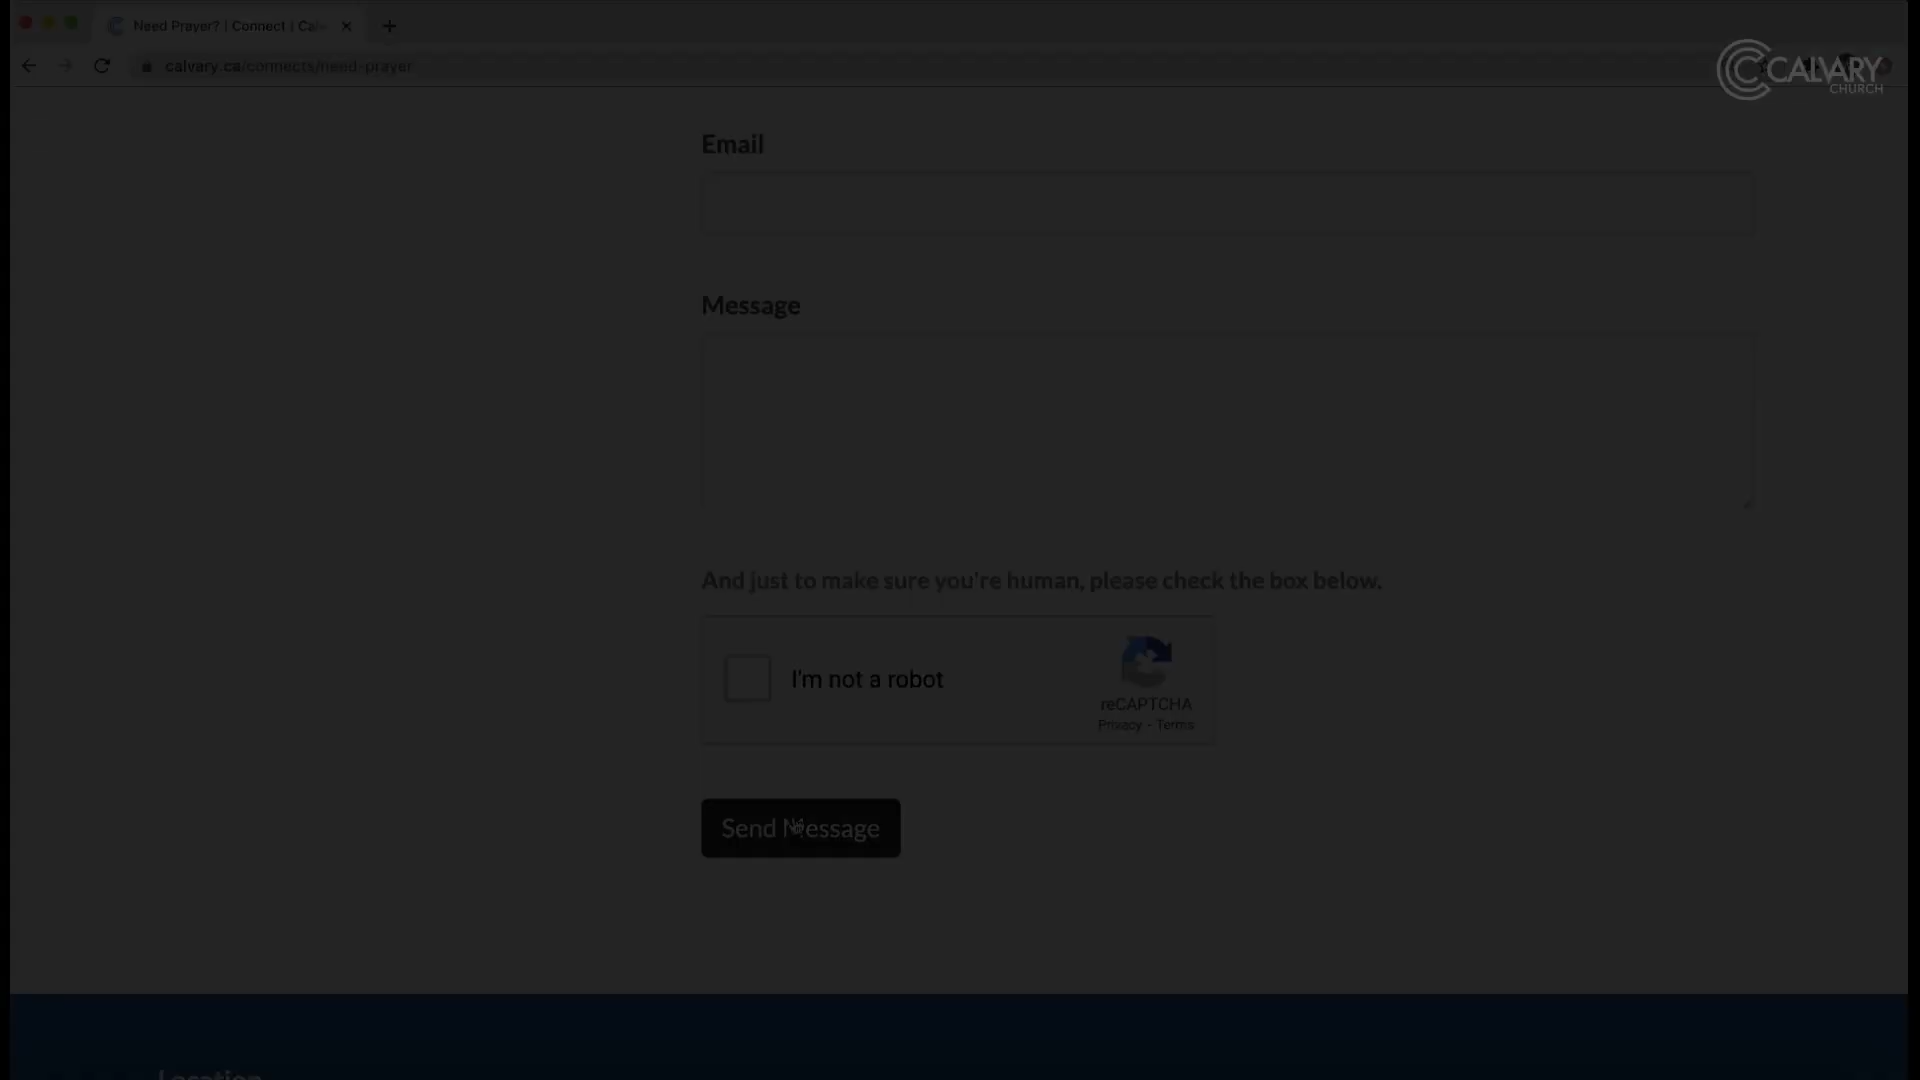 Need Prayer? | Connect | Cal
calvary.ca/connects/need-prayer
CALVARY
CHURCH
Email
Message
And just to make sure you're human, please check the box below.
I'm not a robot
reCAPTCHA
Privacy - Terms
Send Message
Location